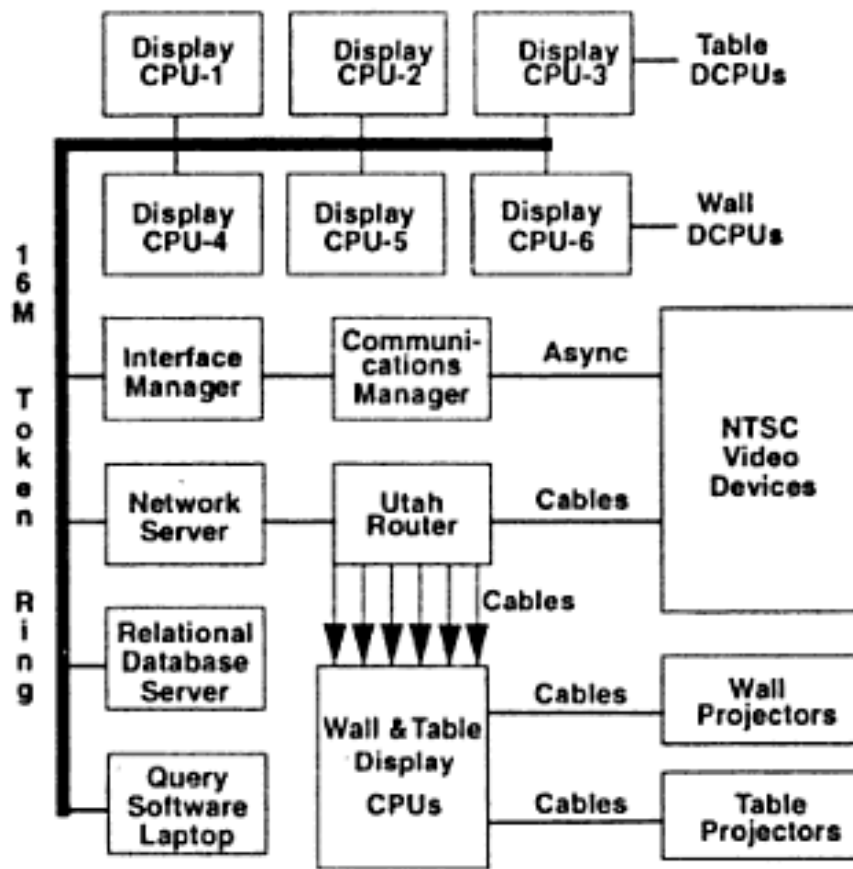 Display
CPU-1
Display
CPU-2
Display
CPU-3
Table
DCPUs
Display
CPU-4
Display
CPU-5
Display
CPU-6
Wall
DCPUs
16M Token Ring
Interface
Manager
Communi-
cations
Manager
Async
NTSC
Video
Devices
Network
Server
Utah
Router
Cables
Cables
Relational
Database
Server
Wall & Table
Display
CPUs
Cables
Wall
Projectors
Query
Software
Laptop
Cables
Table
Projectors